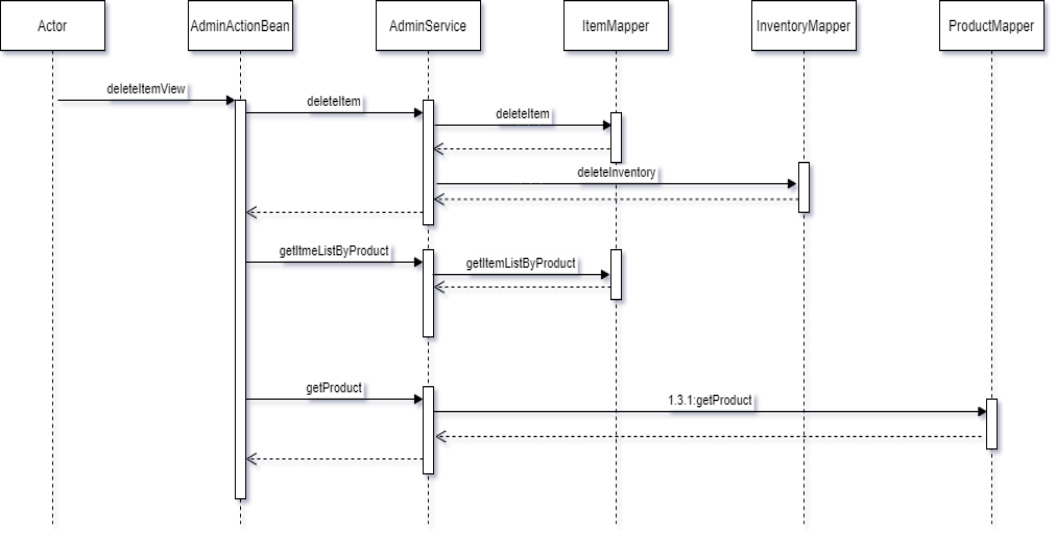 Actor
AdminActionBean
AdminService
ItemMapper
InventoryMapper
ProductMapper
deleteItemView
deleteItem
deleteItem
deleteInventory
getItmeListByProduct
getItemListByProduct
getProduct
1.3.1:getProduct